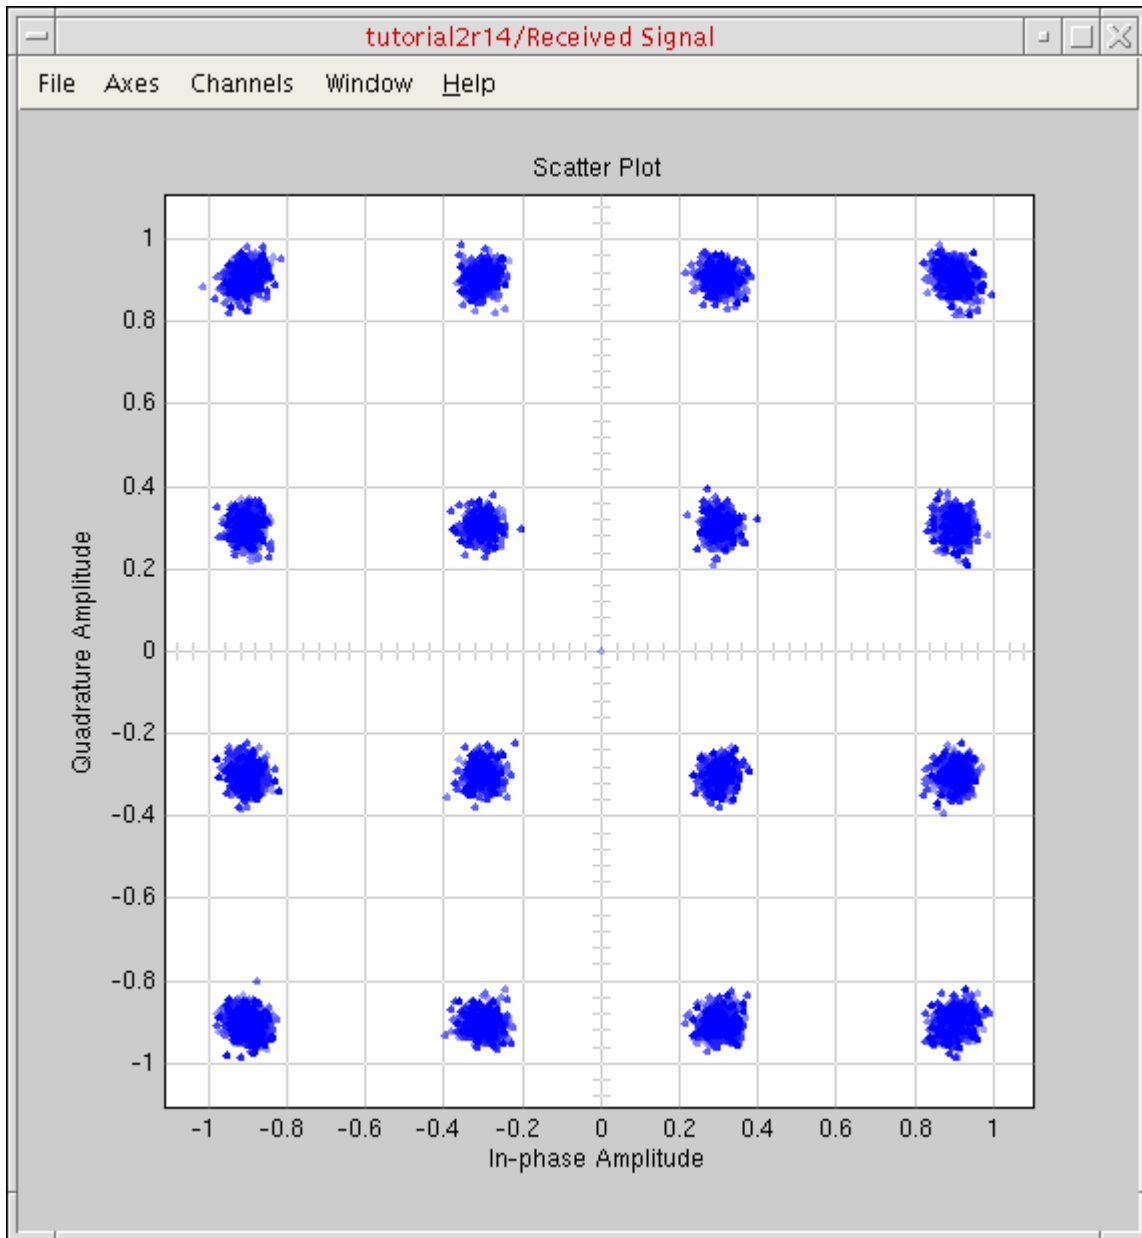 tutorial2r14/Received Signal
File Axes Channels Window Help
Scatter Plot
1
0.8
0.6
0.4
0.2
0
-0.2
-0.4
-0.6
-0.8
-1
Quadrature Amplitude
-1 -0.8 -0.6 -0.4 -0.2 0 0.2 0.4 0.6 0.8 1
In-phase Amplitude